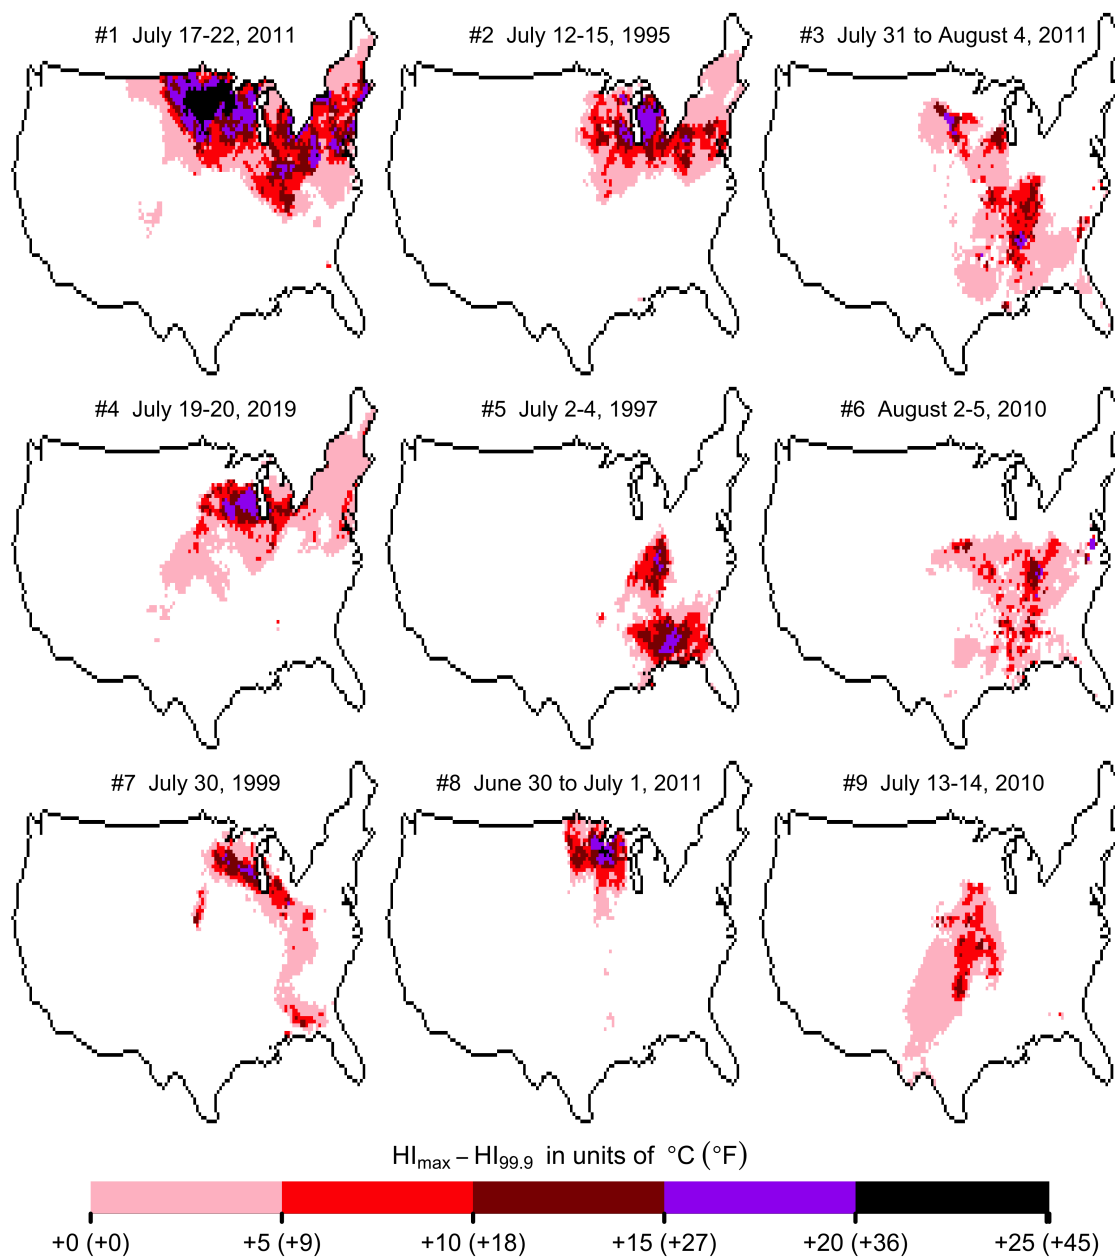 #1 July 17-22, 2011
#2 July 12-15, 1995
#3 July 31 to August 4, 2011
#4 July 19-20, 2019
#5 July 2-4, 1997
#6 August 2-5, 2010
#7 July 30, 1999
#8 June 30 to July 1, 2011
#9 July 13-14, 2010
HImax – HI99.9 in units of °C (°F)
+0 (+0) +5 (+9) +10 (+18) +15 (+27) +20 (+36) +25 (+45)